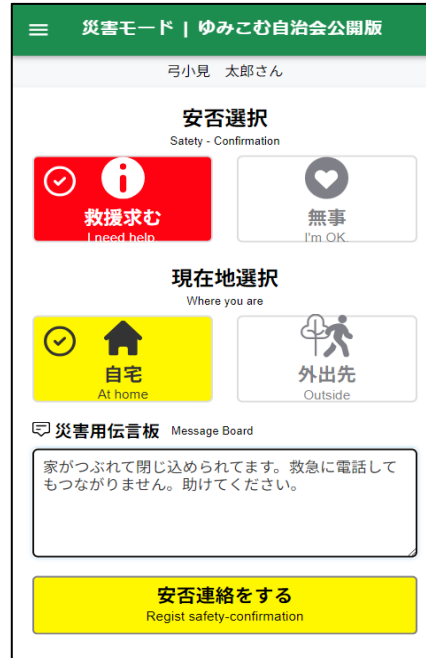 災害モード | ゆみこむ自治会公開版
弓小見　太郎さん
安否選択
Satety - Confirmation
救援求む
I need help.
無事
I'm OK.
現在地選択
Where you are
自宅
At home
外出先
Outside
災害用伝言板 Message Board
家がつぶれて閉じ込められてます。救急に電話して
もつながりません。助けてください。
安否連絡をする
Regist safety-confirmation